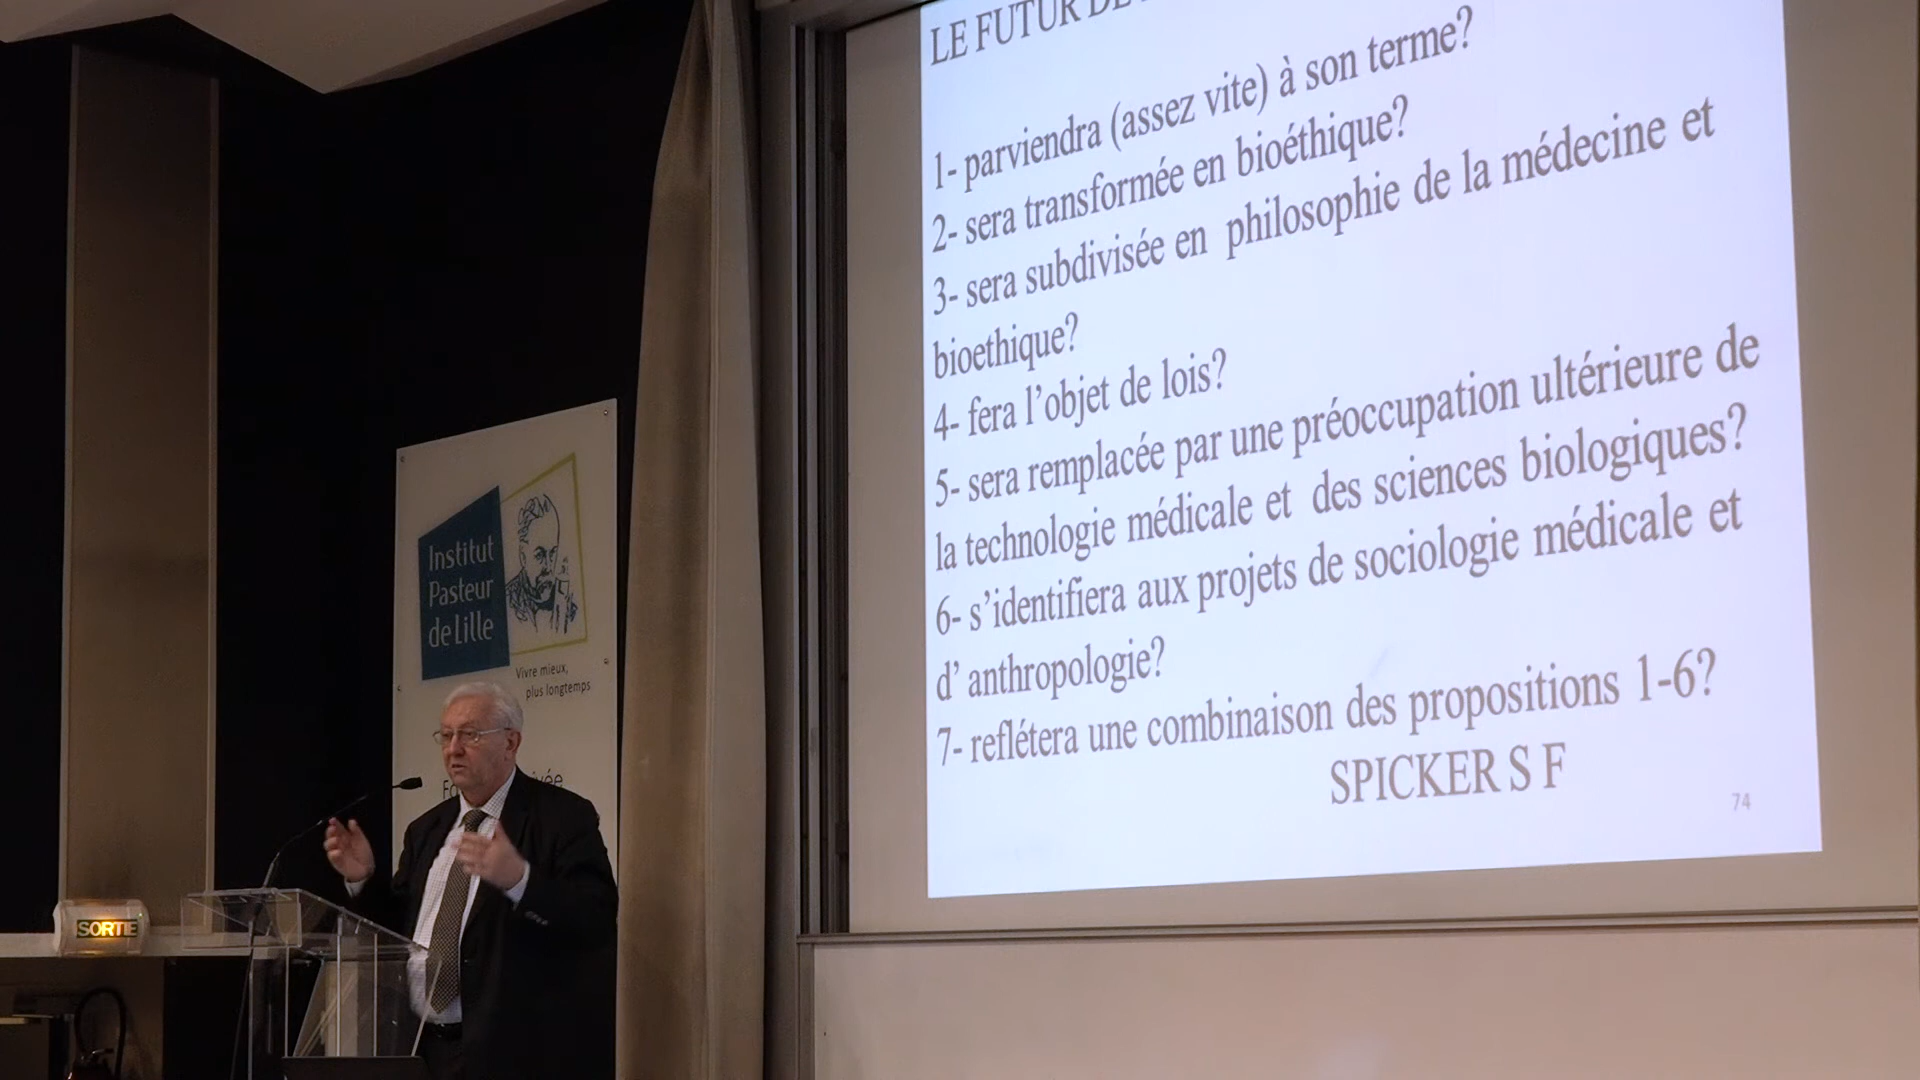 LE FUTUR DE
1- parviendra (assez vite) à son terme?
2- sera transformée en bioéthique?
3- sera subdivisée en philosophie de la médecine et
bioethique?
4- fera l’objet de lois?
5- sera remplacée par une préoccupation ultérieure de
la technologie médicale et des sciences biologiques?
6- s’identifiera aux projets de sociologie médicale et
d’ anthropologie?
7- reflétera une combinaison des propositions 1-6?
SPICKER S F
74
Institut
Pasteur
de Lille
Vivre mieux,
plus longtemps
SORTIE